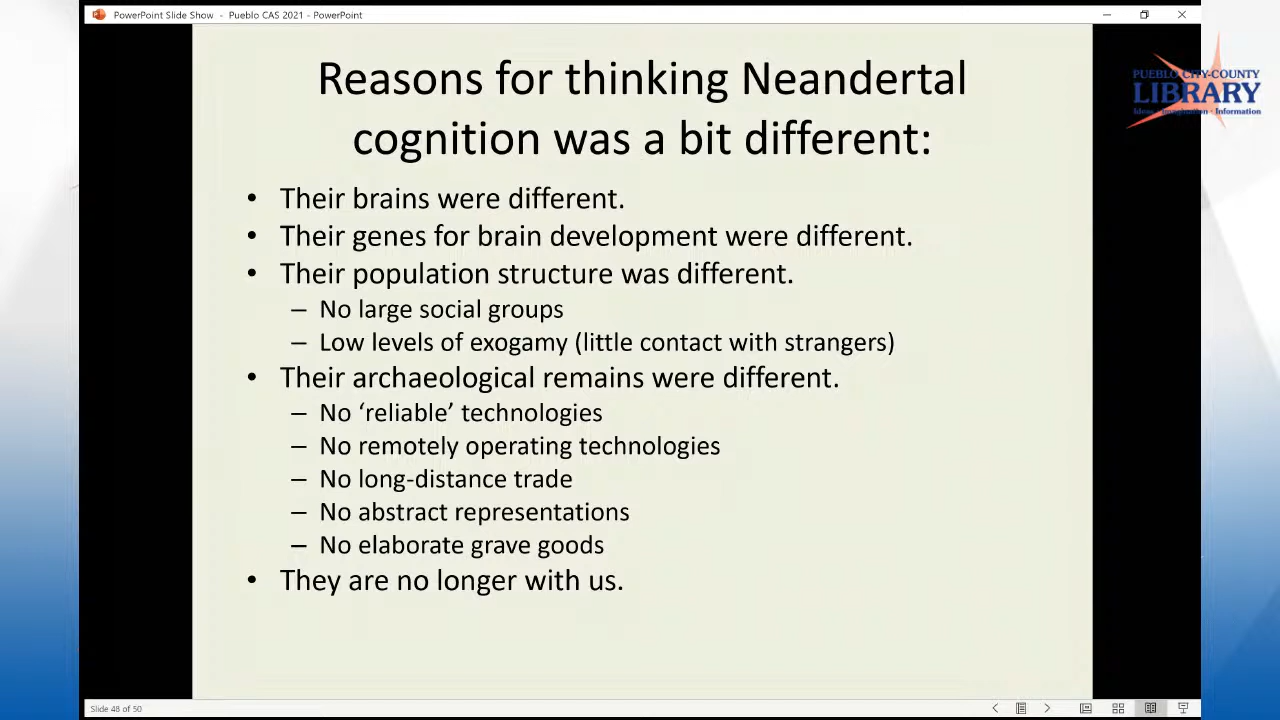 PowerPoint Slide Show - Pueblo CAS 2021 - PowerPoint
PUEBLO CITY-COUNTY
LIBRARY
Ideas · Imagination · Information
Reasons for thinking Neandertal
cognition was a bit different:
• Their brains were different.
• Their genes for brain development were different.
• Their population structure was different.
– No large social groups
– Low levels of exogamy (little contact with strangers)
• Their archaeological remains were different.
– No ‘reliable’ technologies
– No remotely operating technologies
– No long-distance trade
– No abstract representations
– No elaborate grave goods
• They are no longer with us.
Slide 48 of 50